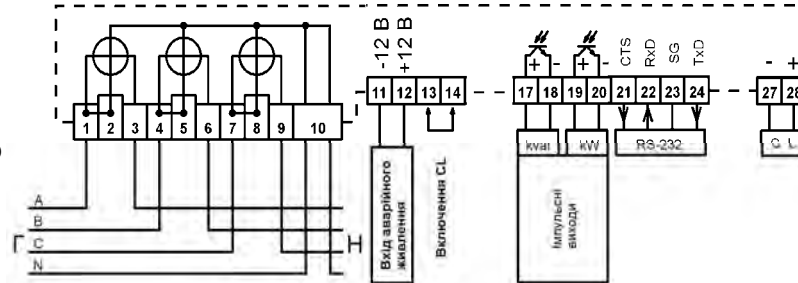 -12 В
+12 В
+ -
+ -
CTS
RxD
SG
TxD
- +
1 2 3 4 5 6 7 8 9 10
11 12 13 14
17 18 19 20 21 22 23 24
27 28
kvar
kW
RS-232
C L
Вхід аварійного
живлення
Включення CL
Імпульсні
виходи
A
B
C
N
Г
Н